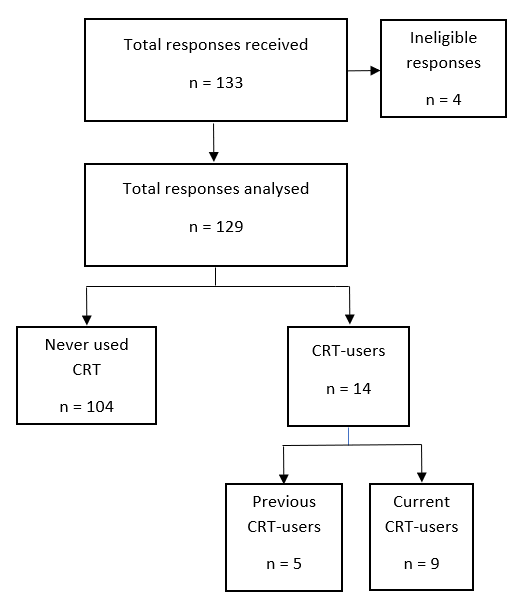 Total responses received
n = 133
Ineligible
responses
n = 4
Total responses analysed
n = 129
Never used
CRT
n = 104
CRT-users
n = 14
Previous
CRT-users
n = 5
Current
CRT-users
n = 9